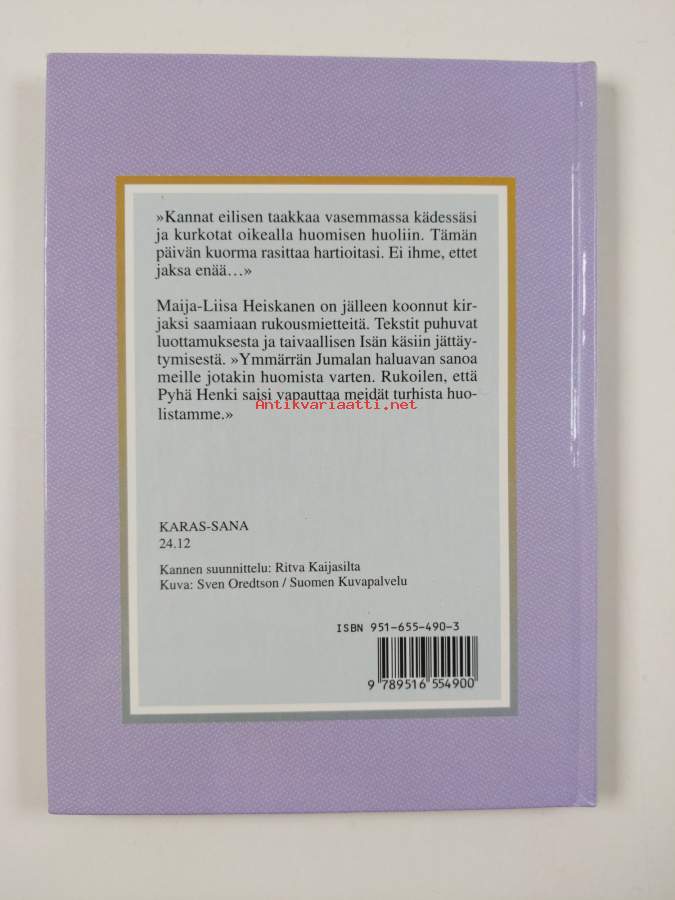 »Kannat eilisen taakkaa vasemmassa kädessäsi
ja kurkotat oikealla huomisen huoliin. Tämän
päivän kuorma rasittaa hartioitasi. Ei ihme, ettet
jaksa enää…»
Maija-Liisa Heiskanen on jälleen koonnut kir-
jaksi saamiaan rukousmietteitä. Tekstit puhuvat
luottamuksesta ja taivaallisen Isän käsiin jättäy-
tymisestä. »Ymmärrän Jumalan haluavan sanoa
meille jotakin huomista varten. Rukoilen, että
Pyhä Henki saisi vapauttaa meidät turhista huo-
listamme.»
Antikvariaatti.net
KARAS-SANA
24.12
Kannen suunnittelu: Ritva Kaijasilta
Kuva: Sven Oredtson / Suomen Kuvapalvelu
ISBN 951-655-490-3
9 789516 554900